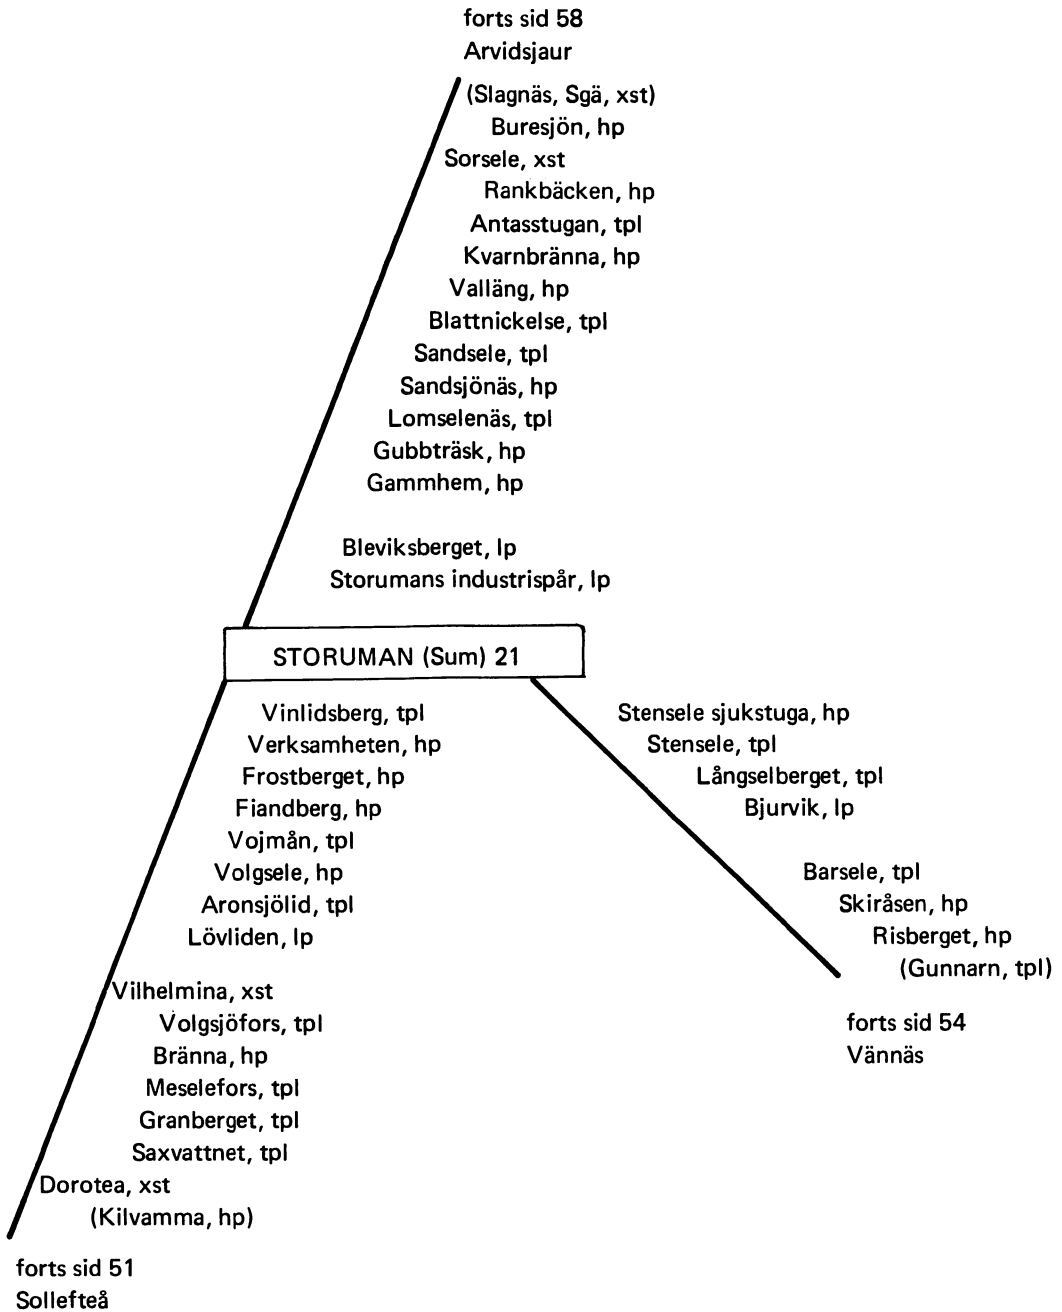 forts sid 58
Arvidsjaur
(Slagnäs, Sgä, xst)
Buresjön, hp
Sorsele, xst
Rankbäcken, hp
Antasstugan, tpl
Kvarnbränna, hp
Valläng, hp
Blattnickelse, tpl
Sandsele, tpl
Sandsjönäs, hp
Lomselenäs, tpl
Gubbträsk, hp
Gammhem, hp
Bleviksberget, lp
Storumans industrispår, lp
STORUMAN (Sum) 21
Vinlidsberg, tpl
Verksamheten, hp
Frostberget, hp
Fiandberg, hp
Vojmån, tpl
Volgsele, hp
Aronsjölid, tpl
Lövliden, lp
Vilhelmina, xst
Volgsjöfors, tpl
Bränna, hp
Meselefors, tpl
Granberget, tpl
Saxvattnet, tpl
Dorotea, xst
(Kilvamma, hp)
forts sid 51
Sollefteå
Stensele sjukstuga, hp
Stensele, tpl
Långselberget, tpl
Bjurvik, lp
Barsele, tpl
Skiråsen, hp
Risberget, hp
(Gunnarn, tpl)
forts sid 54
Vännäs